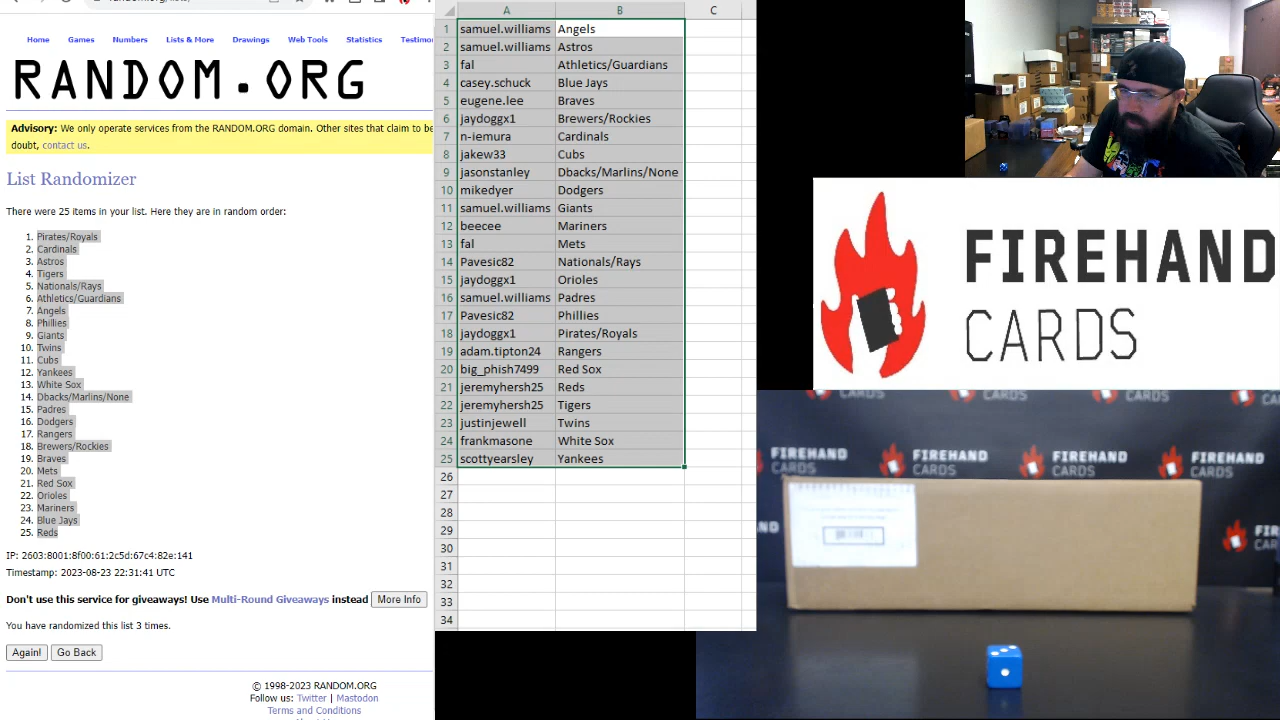 Home Games Numbers Lists & More Drawings Web Tools Statistics
RANDOM.ORG
Advisory: We only operate services from the RANDOM.ORG domain. Other sites that claim to be
doubt, contact us.
List Randomizer
There were 25 items in your list. Here they are in random order:
1. Pirates/Royals
2. Cardinals
3. Astros
4. Tigers
5. Nationals/Rays
6. Athletics/Guardians
7. Angels
8. Phillies
9. Giants
10. Twins
11. Cubs
12. Yankees
13. White Sox
14. Dbacks/Marlins/None
15. Padres
16. Dodgers
17. Rangers
18. Brewers/Rockies
19. Braves
20. Mets
21. Red Sox
22. Orioles
23. Mariners
24. Blue Jays
25. Reds
IP: 2603:8001:8f00:61:2c5d:67c4:82e:141
Timestamp: 2023-08-23 22:31:41 UTC
Don't use this service for giveaways! Use Multi-Round Giveaways instead More Info
You have randomized this list 3 times.
Again! Go Back
© 1998-2023 RANDOM.ORG
Follow us: Twitter | Mastodon
Terms and Conditions
A B C
1 samuel.williams Angels
2 samuel.williams Astros
3 fal Athletics/Guardians
4 casey.schuck Blue Jays
5 eugene.lee Braves
6 jaydoggx1 Brewers/Rockies
7 n-iemura Cardinals
8 jakew33 Cubs
9 jasonstanley Dbacks/Marlins/None
10 mikedyer Dodgers
11 samuel.williams Giants
12 beecee Mariners
13 fal Mets
14 Pavesic82 Nationals/Rays
15 jaydoggx1 Orioles
16 samuel.williams Padres
17 Pavesic82 Phillies
18 jaydoggx1 Pirates/Royals
19 adam.tipton24 Rangers
20 big_phish7499 Red Sox
21 jeremyhersh25 Reds
22 jeremyhersh25 Tigers
23 justinjewell Twins
24 frankmasone White Sox
25 scottyearsley Yankees
26
27
28
29
30
31
32
33
34
FIREHAND
CARDS
FIREHAND FIREHAND FIREHAND
CARDS CARDS CARDS